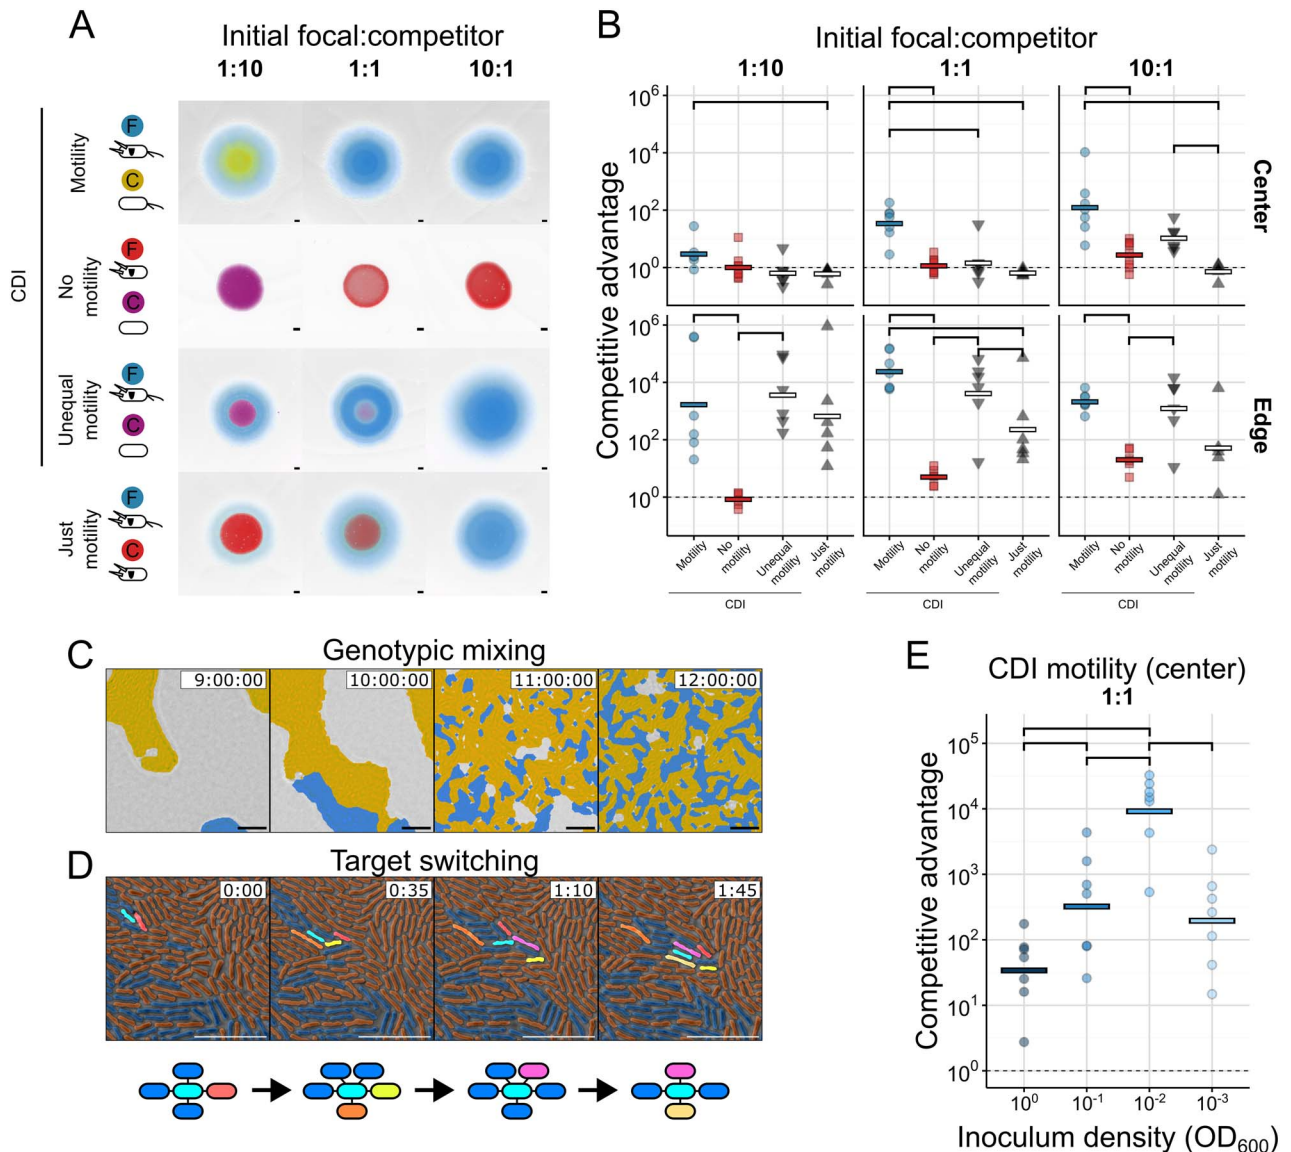 A
Initial focal:competitor
1:10
1:1
10:1
CDI
Motility
F
C
No
motility
F
C
Unequal
motility
F
C
Just
motility
F
C
B
Initial focal:competitor
1:10
1:1
10:1
Competitive advantage
10^6
10^4
10^2
10^0
Center
10^6
10^4
10^2
10^0
Edge
Motility
No
motility
Unequal
motility
Just
motility
CDI
Motility
No
motility
Unequal
motility
Just
motility
CDI
Motility
No
motility
Unequal
motility
Just
motility
CDI
C
Genotypic mixing
9:00:00
10:00:00
11:00:00
12:00:00
D
Target switching
0:00
0:35
1:10
1:45
E
CDI motility (center)
1:1
Competitive advantage
10^5
10^4
10^3
10^2
10^1
10^0
10^0
10^-1
10^-2
10^-3
Inoculum density (OD600)